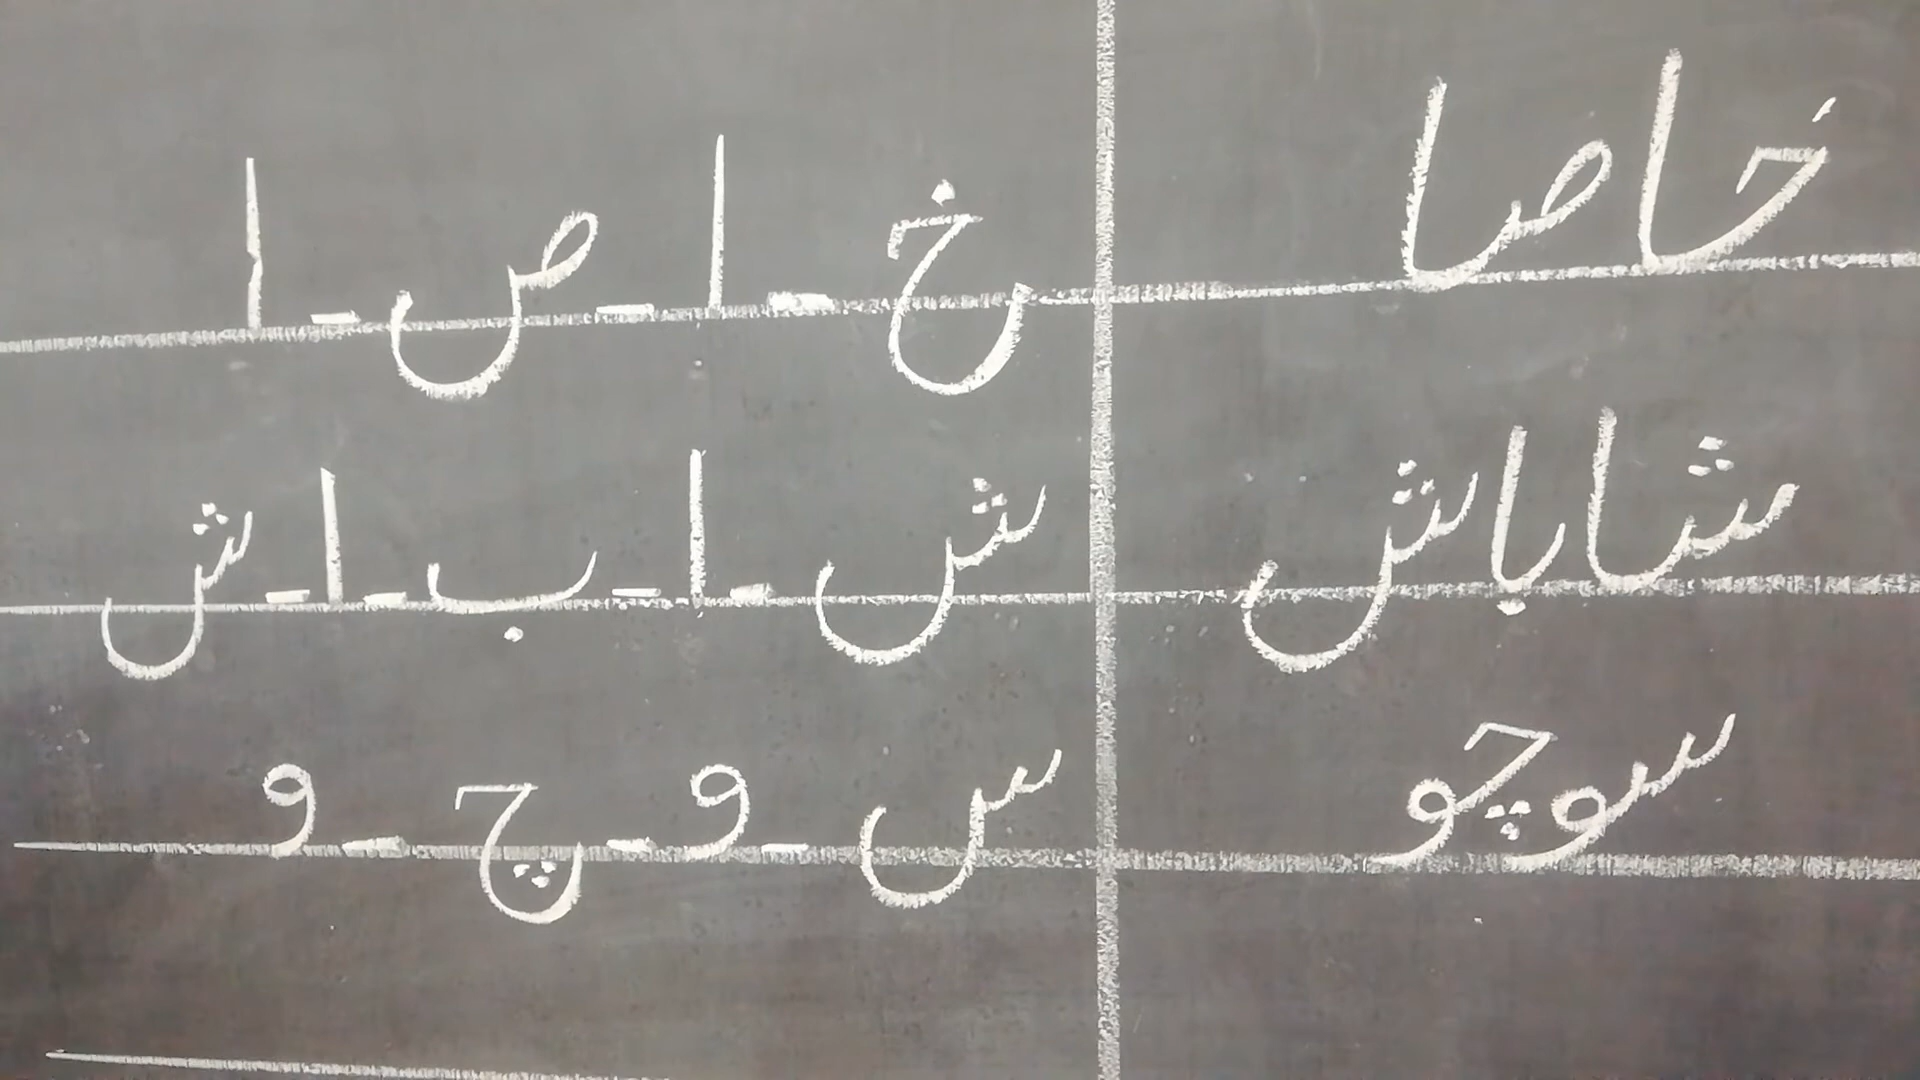 خاصا خ - ا - ص - ا
شاباش ش - ا - ب - ا - ش
سوچو س - و - چ - و